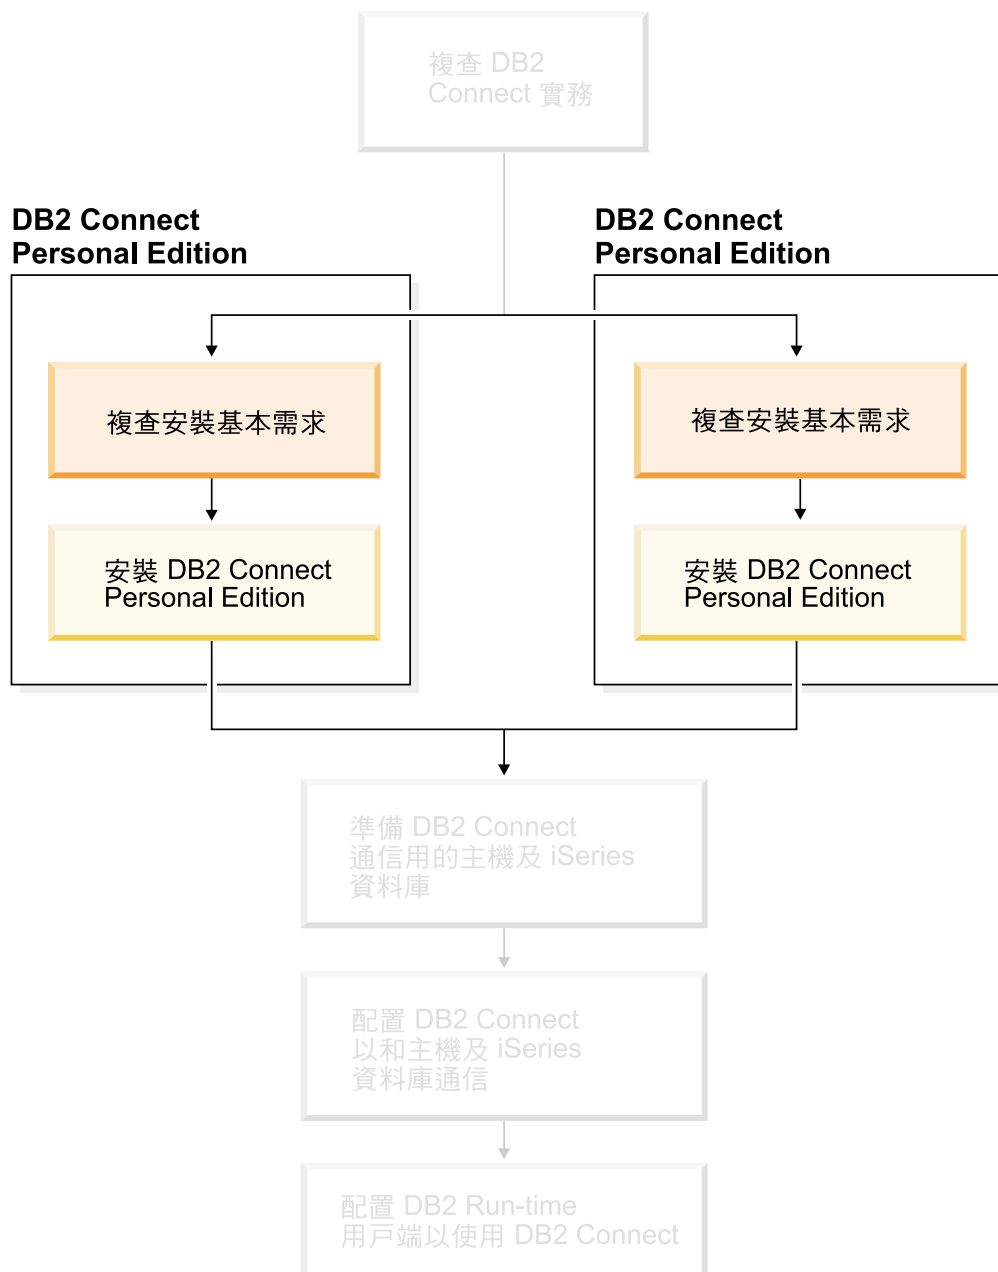 複查 DB2
Connect 實務
DB2 Connect
Personal Edition
複查安裝基本需求
安裝 DB2 Connect
Personal Edition
DB2 Connect
Personal Edition
複查安裝基本需求
安裝 DB2 Connect
Personal Edition
準備 DB2 Connect
通信用的主機及 iSeries
資料庫
配置 DB2 Connect
以和主機及 iSeries
資料庫通信
配置 DB2 Run-time
用戶端以使用 DB2 Connect